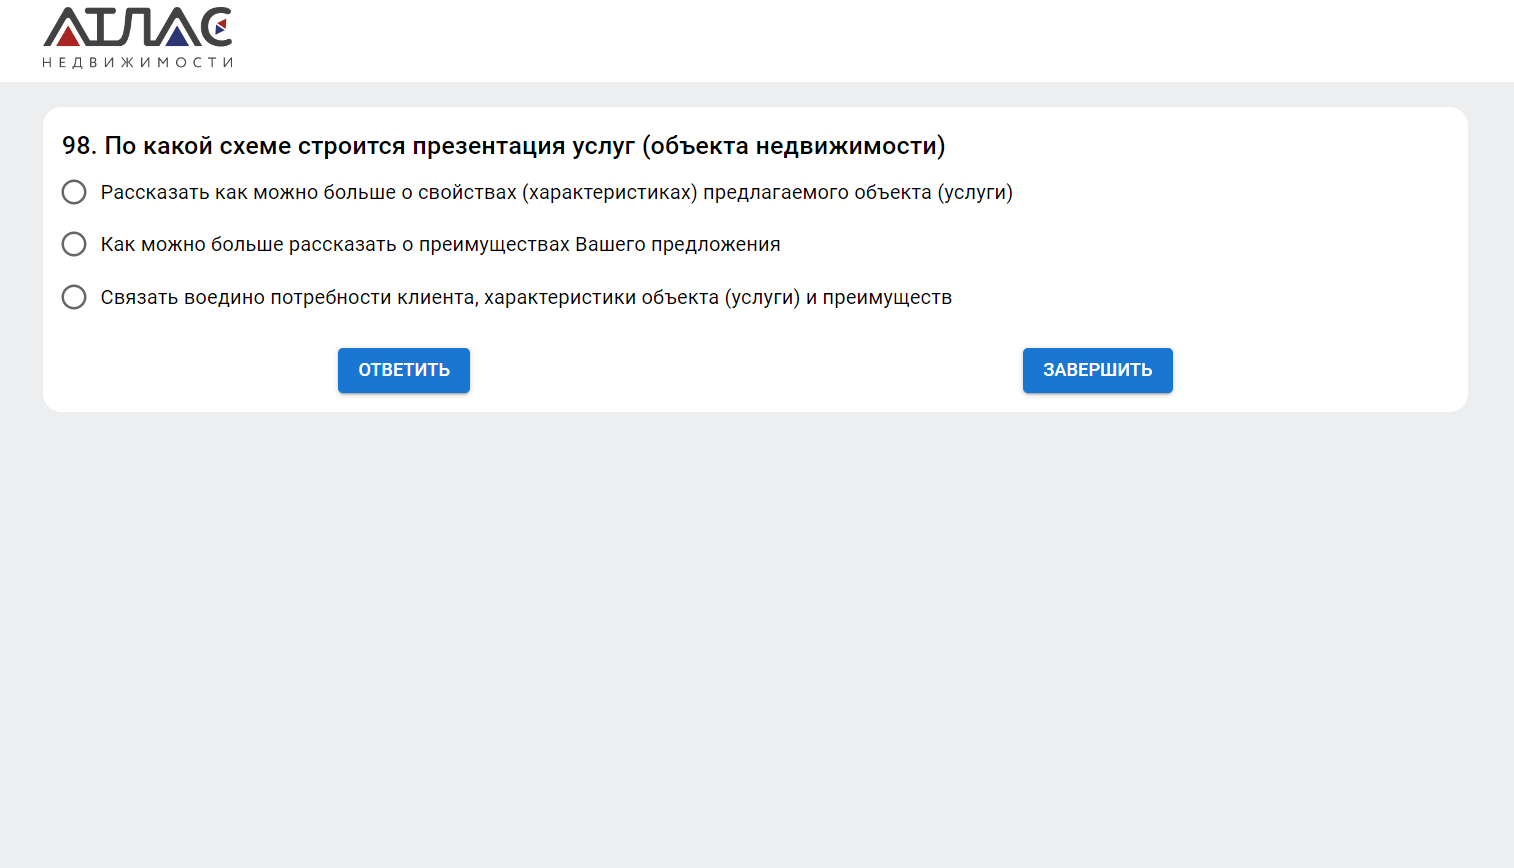 АТЛАС
НЕДВИЖИМОСТИ
98. По какой схеме строится презентация услуг (объекта недвижимости)
Рассказать как можно больше о свойствах (характеристиках) предлагаемого объекта (услуги)
Как можно больше рассказать о преимуществах Вашего предложения
Связать воедино потребности клиента, характеристики объекта (услуги) и преимуществ
ОТВЕТИТЬ ЗАВЕРШИТЬ